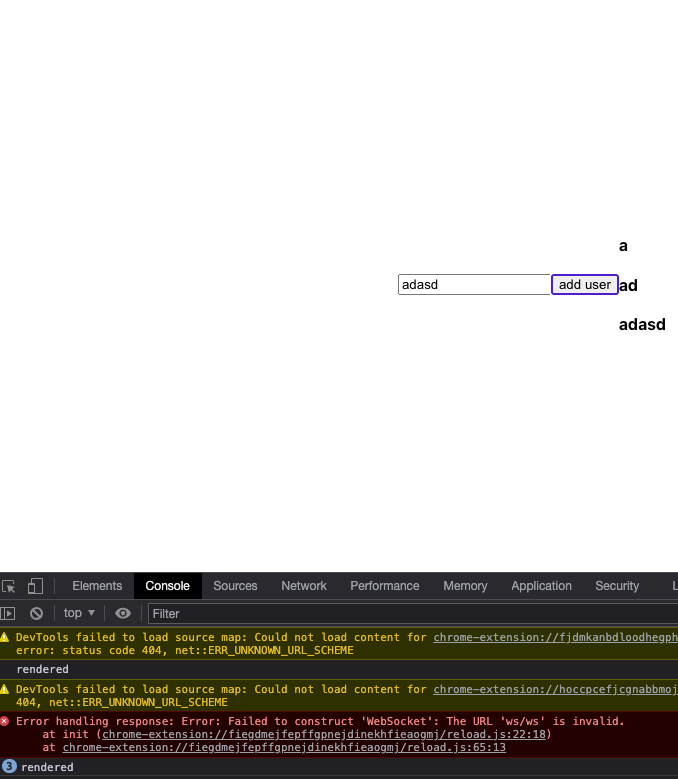 a
adasd add user ad
adasd
Elements Console Sources Network Performance Memory Application Security L
top Filter
DevTools failed to load source map: Could not load content for chrome-extension://fjdmkanbdloodhegph
error: status code 404, net::ERR_UNKNOWN_URL_SCHEME
rendered
DevTools failed to load source map: Could not load content for chrome-extension://hoccpcefjcgnabbmoj
404, net::ERR_UNKNOWN_URL_SCHEME
Error handling response: Error: Failed to construct 'WebSocket': The URL 'ws/ws' is invalid.
at init (chrome-extension://fiegdmejfepffgpnejdinekhfieaogmj/reload.js:22:18)
at chrome-extension://fiegdmejfepffgpnejdinekhfieaogmj/reload.js:65:13
3 rendered